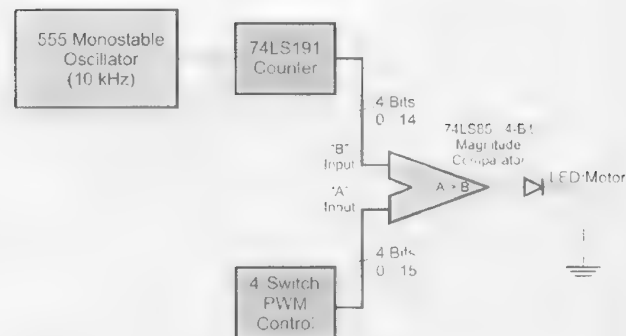 555 Monostable
Oscillator
(10 kHz)
74LS191
Counter
4 Bits
0 14
74LS85 4-Bit
Magnitude
Comparator
"B"
Input
"A"
Input
A > B
LED/Motor
4 Bits
0 15
4 Switch
PWM
Control